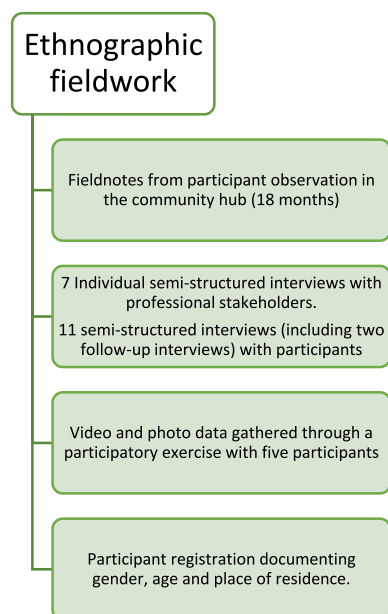 Ethnographic
fieldwork
Fieldnotes from participant observation in
the community hub (18 months)
7 Individual semi-structured interviews with
professional stakeholders.
11 semi-structured interviews (including two
follow-up interviews) with participants
Video and photo data gathered through a
participatory exercise with five participants
Participant registration documenting
gender, age and place of residence.